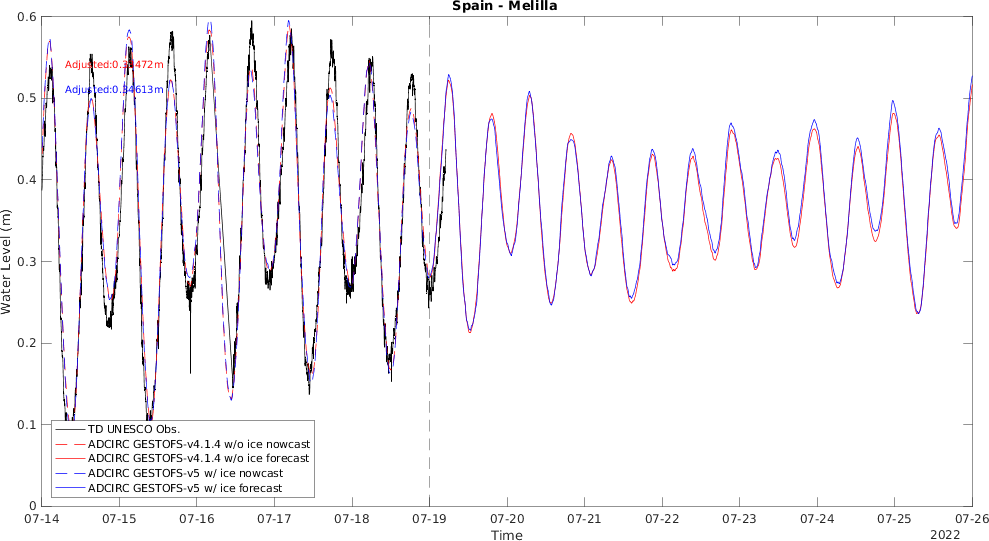 Spain - Melilla
0.6
0.5
0.4
0.3
0.2
0.1
0
Water Level (m)
Adjusted:0.34472m
Adjusted:0.34613m
TD UNESCO Obs.
ADCIRC GESTOFS-v4.1.4 w/o ice nowcast
ADCIRC GESTOFS-v4.1.4 w/o ice forecast
ADCIRC GESTOFS-v5 w/ ice nowcast
ADCIRC GESTOFS-v5 w/ ice forecast
07-14 07-15 07-16 07-17 07-18 07-19 07-20 07-21 07-22 07-23 07-24 07-25 07-26
Time
2022